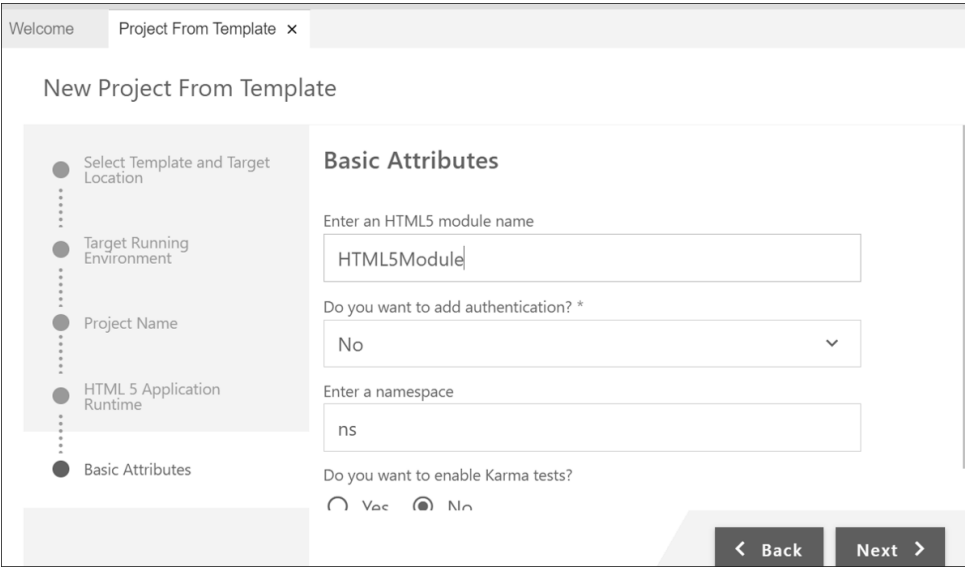 Welcome
Project From Template ×
New Project From Template
Select Template and Target
Location
Target Running
Environment
Project Name
HTML 5 Application
Runtime
Basic Attributes
Basic Attributes
Enter an HTML5 module name
HTML5Module
Do you want to add authentication? *
No
Enter a namespace
ns
Do you want to enable Karma tests?
Yes No
Back Next